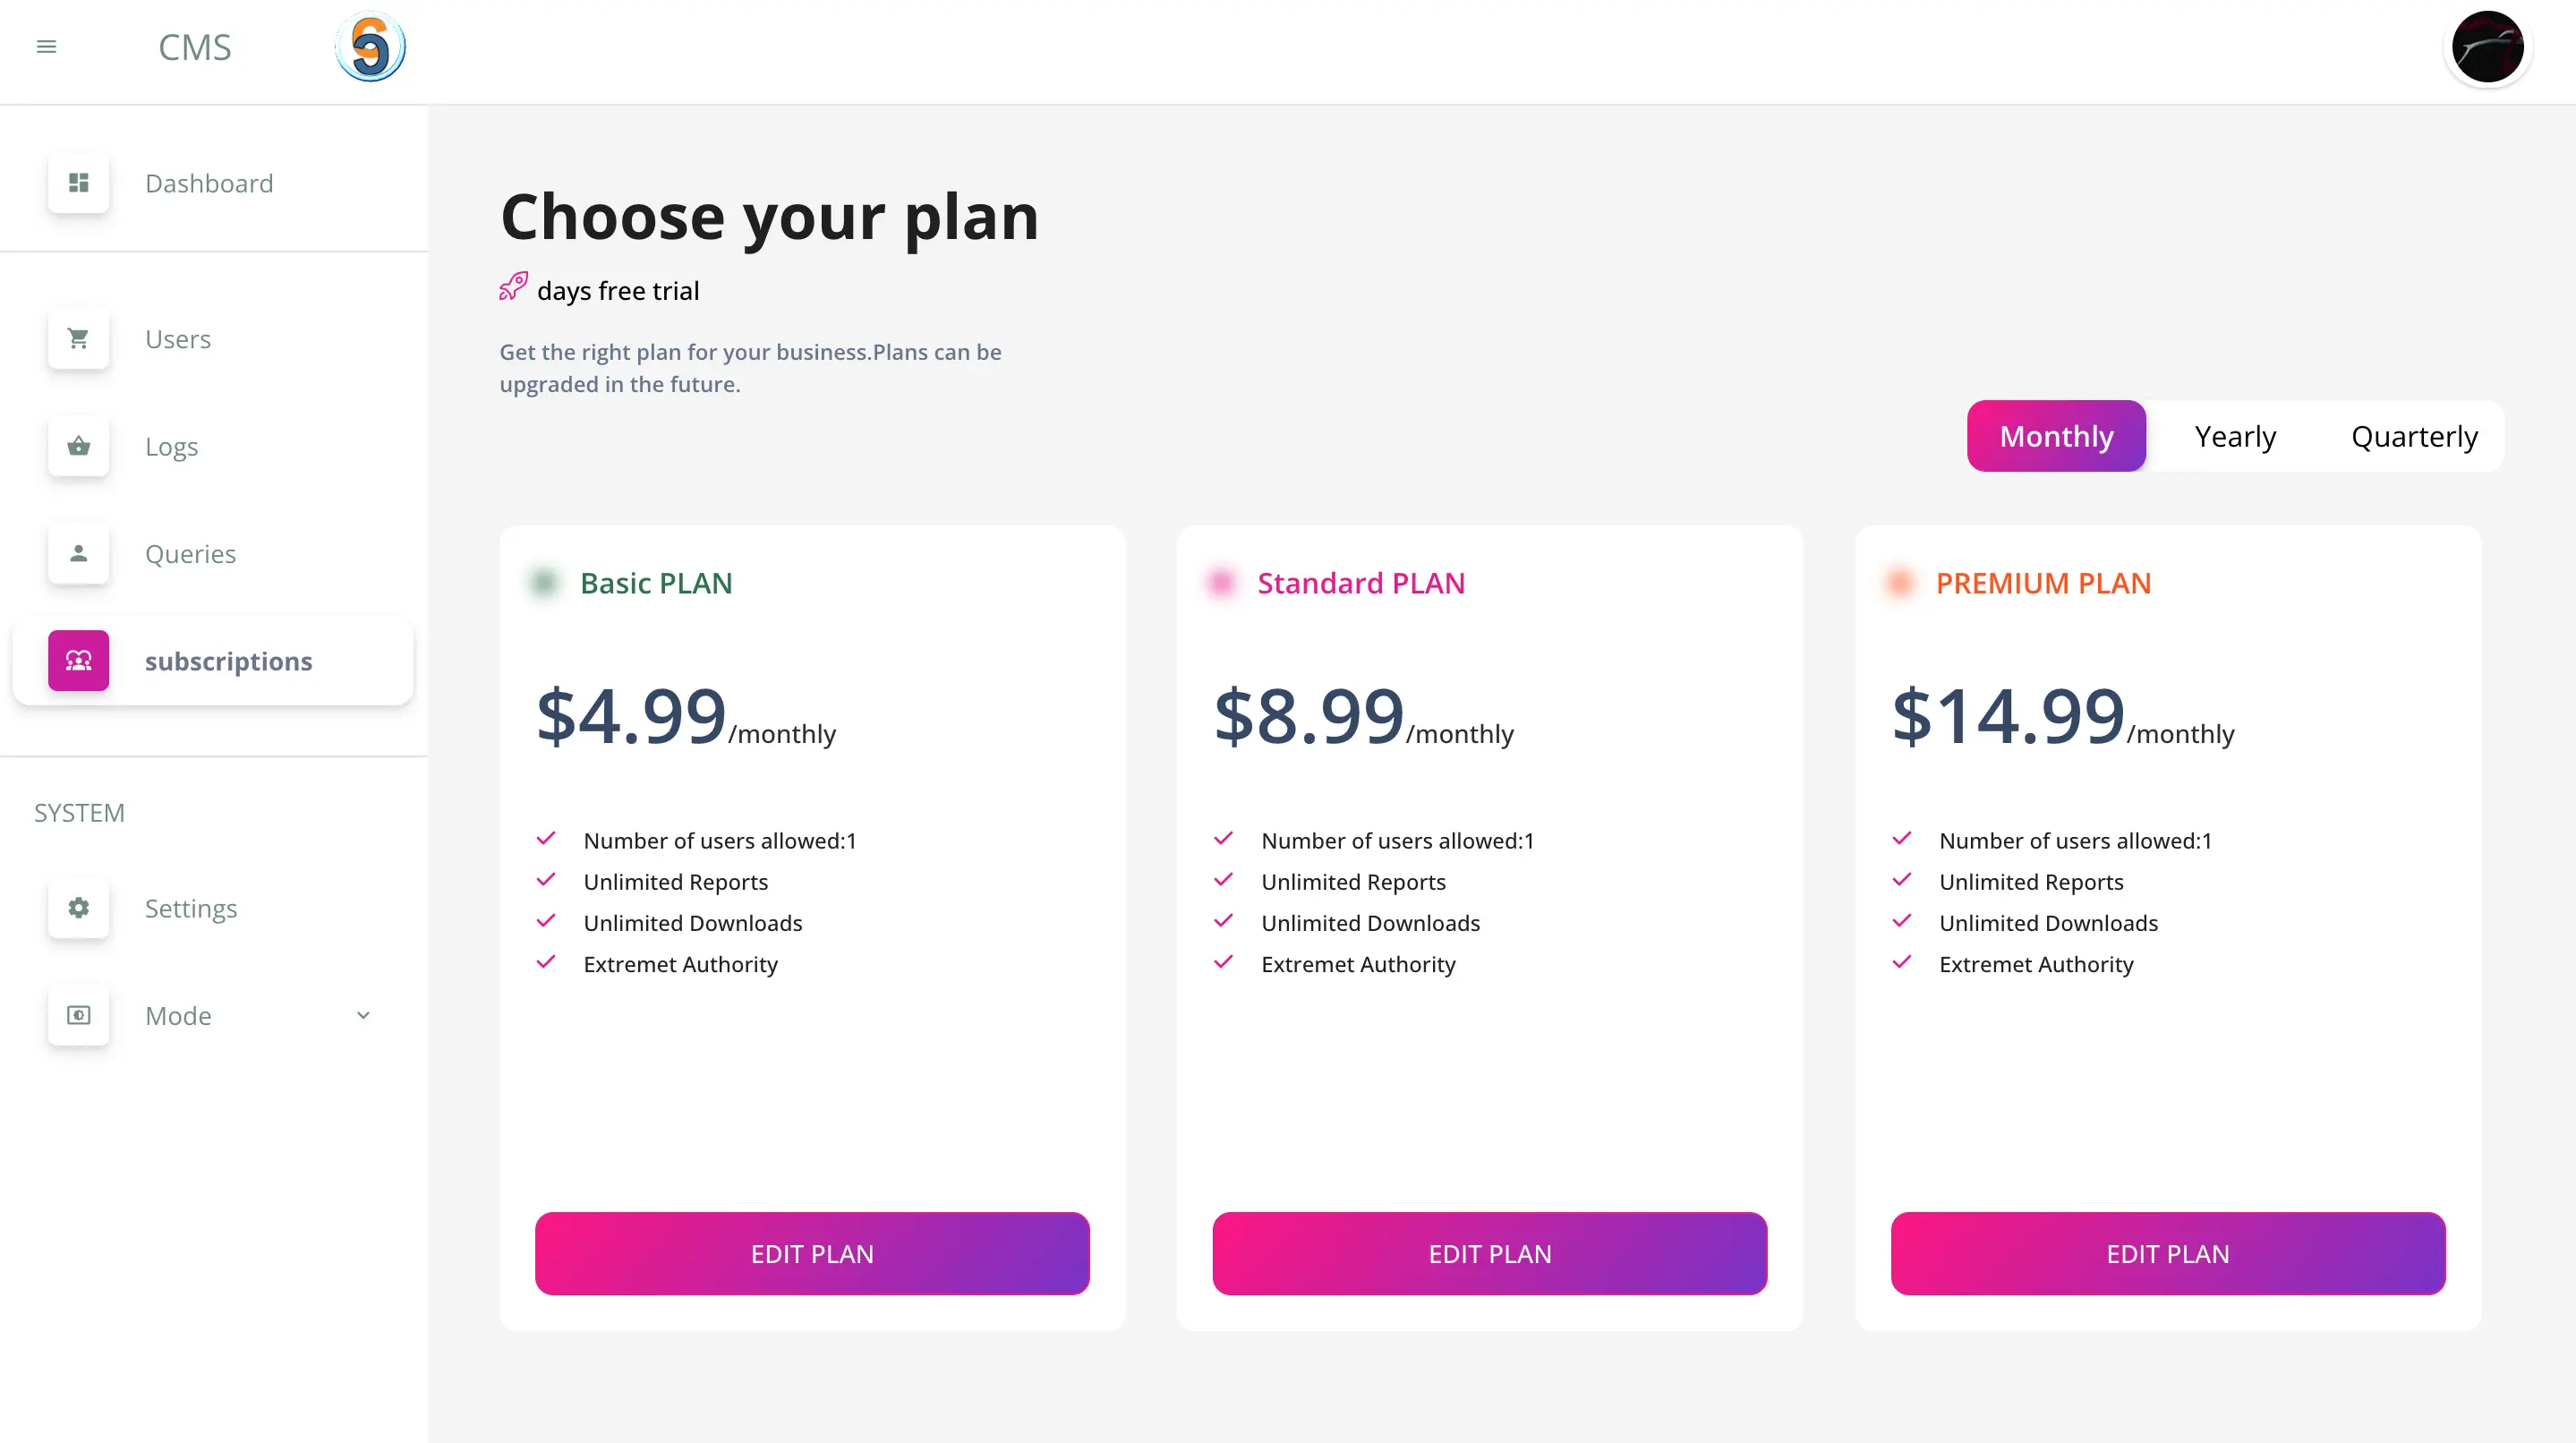 CMS
Dashboard
Users
Logs
Queries
subscriptions
SYSTEM
Settings
Mode
Choose your plan
days free trial
Get the right plan for your business.Plans can be
upgraded in the future.
Monthly Yearly Quarterly
Basic PLAN
$4.99/monthly
Number of users allowed:1
Unlimited Reports
Unlimited Downloads
Extremet Authority
EDIT PLAN
Standard PLAN
$8.99/monthly
Number of users allowed:1
Unlimited Reports
Unlimited Downloads
Extremet Authority
EDIT PLAN
PREMIUM PLAN
$14.99/monthly
Number of users allowed:1
Unlimited Reports
Unlimited Downloads
Extremet Authority
EDIT PLAN